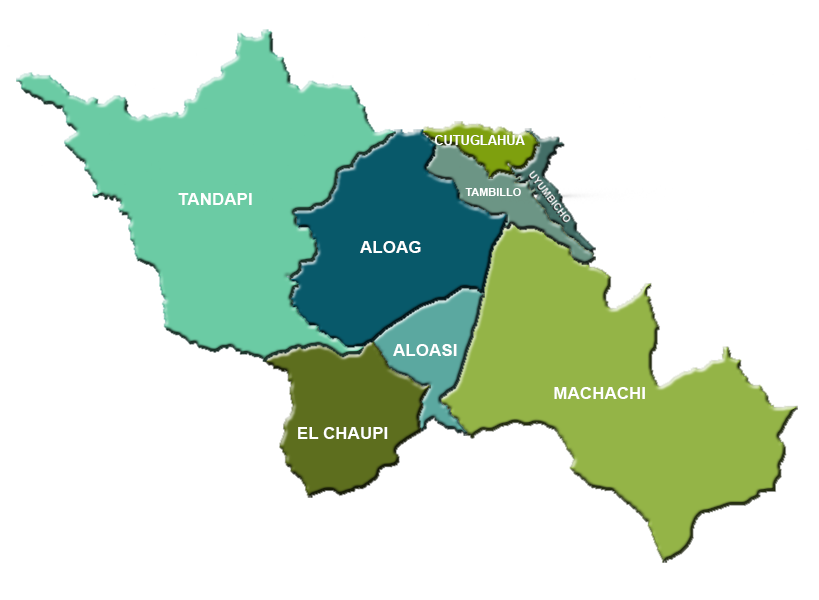 CUTUGLAHUA
TANDAPI
TAMBILLO
UYUMBICHO
ALOAG
ALOASI
MACHACHI
EL CHAUPI